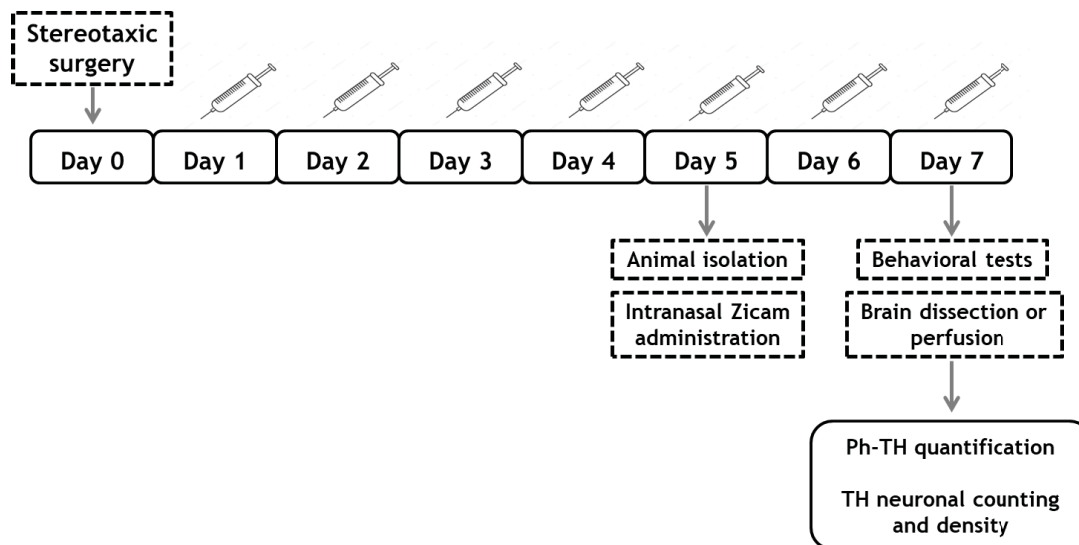 Stereotaxic
surgery
Day 0
Day 1
Day 2
Day 3
Day 4
Day 5
Day 6
Day 7
Animal isolation
Intranasal Zicam
administration
Behavioral tests
Brain dissection or
perfusion
Ph-TH quantification
TH neuronal counting
and density